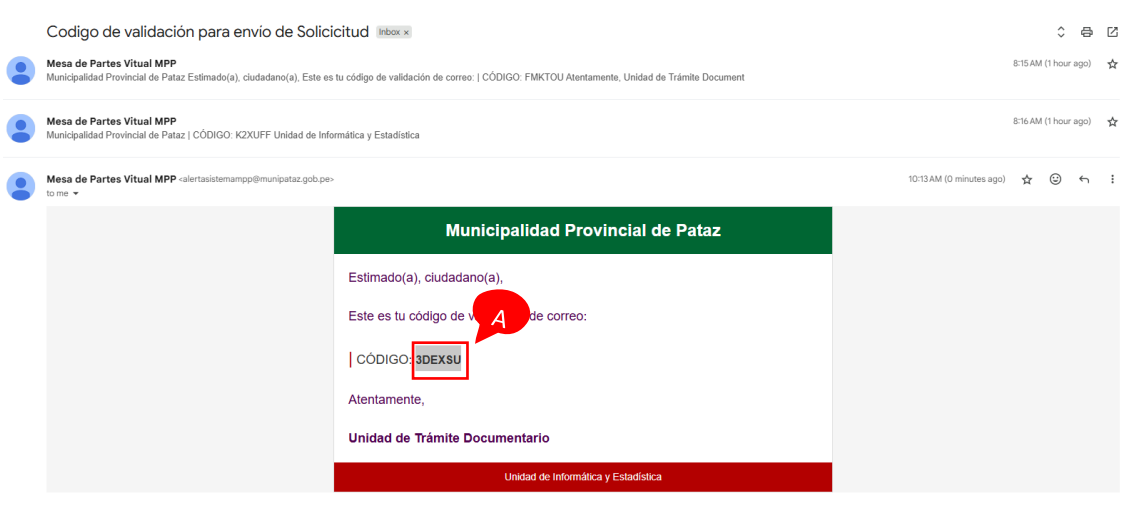 Codigo de validación para envio de Solicicitud Inbox x
Mesa de Partes Vitual MPP 8:15 AM (1 hour ago)
Municipalidad Provincial de Pataz Estimado(a), ciudadano(a), Este es tu código de validación de correo: | CÓDIGO: FMKTOU Atentamente, Unidad de Trámite Document
Mesa de Partes Vitual MPP 8:16 AM (1 hour ago)
Municipalidad Provincial de Pataz | CÓDIGO: K2XUFF Unidad de Informática y Estadística
Mesa de Partes Vitual MPP <alertasistemampp@munipataz.gob.pe> 10:13 AM (0 minutes ago)
to me
Municipalidad Provincial de Pataz
Estimado(a), ciudadano(a),
Este es tu código de v de correo:
A
CÓDIGO: 3DEXSU
Atentamente,
Unidad de Trámite Documentario
Unidad de Informática y Estadística